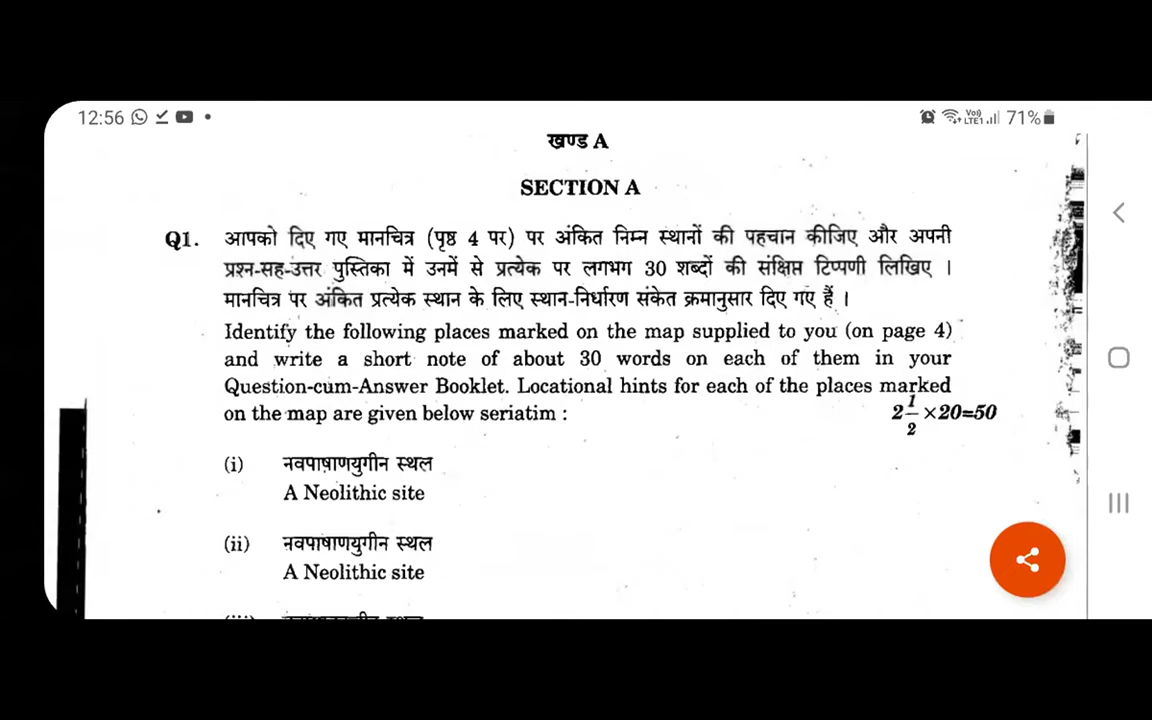 12:56
Vo)) LTE1 71%
खण्ड A
SECTION A
Q1. आपको दिए गए मानचित्र (पृष्ठ 4 पर) पर अंकित निम्न स्थानों की पहचान कीजिए और अपनी
प्रश्न-सह-उत्तर पुस्तिका में उनमें से प्रत्येक पर लगभग 30 शब्दों की संक्षिप्त टिप्पणी लिखिए ।
मानचित्र पर अंकित प्रत्येक स्थान के लिए स्थान-निर्धारण संकेत क्रमानुसार दिए गए हैं ।
Identify the following places marked on the map supplied to you (on page 4)
and write a short note of about 30 words on each of them in your
Question-cum-Answer Booklet. Locational hints for each of the places marked
on the map are given below seriatim : 2 1/2 ×20=50
(i) नवपाषाणयुगीन स्थल
A Neolithic site
(ii) नवपाषाणयुगीन स्थल
A Neolithic site